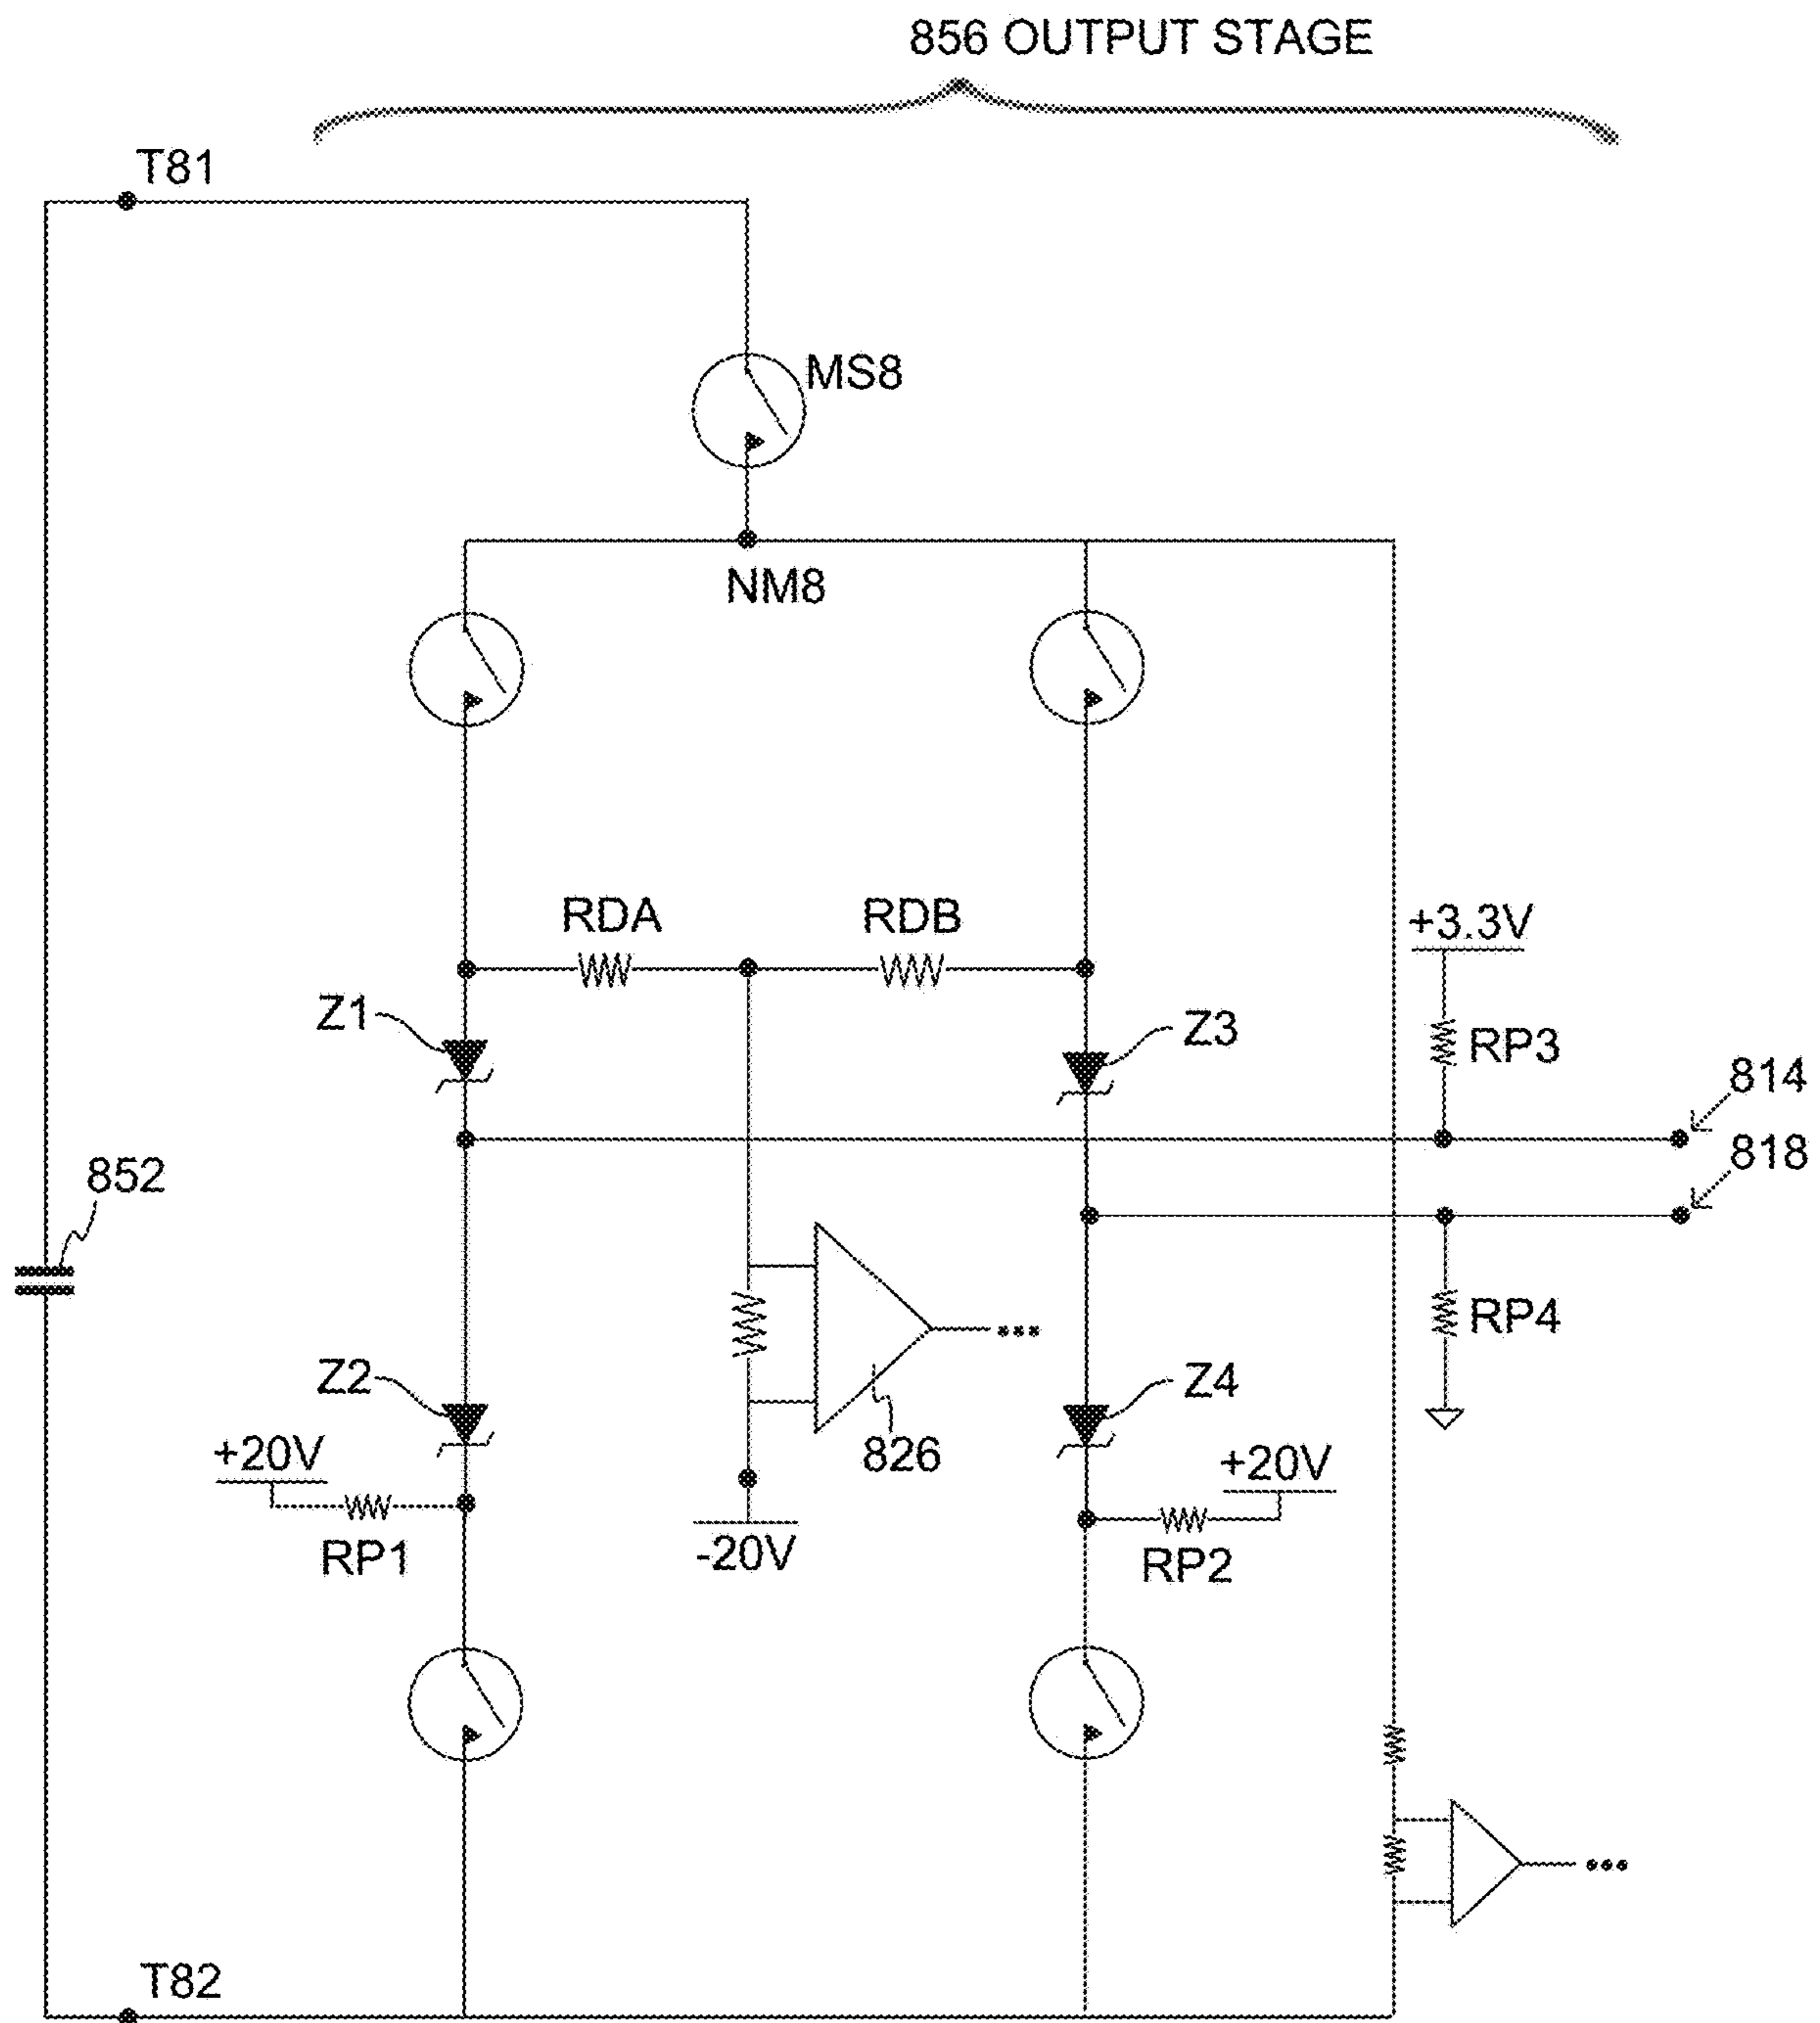 856 OUTPUT STAGE
T81
MS8
NM8
RDA
RDB
+3.3V
Z1
Z3
RP3
814
818
852
RP4
Z2
Z4
826
+20V
+20V
RP1
-20V
RP2
T82